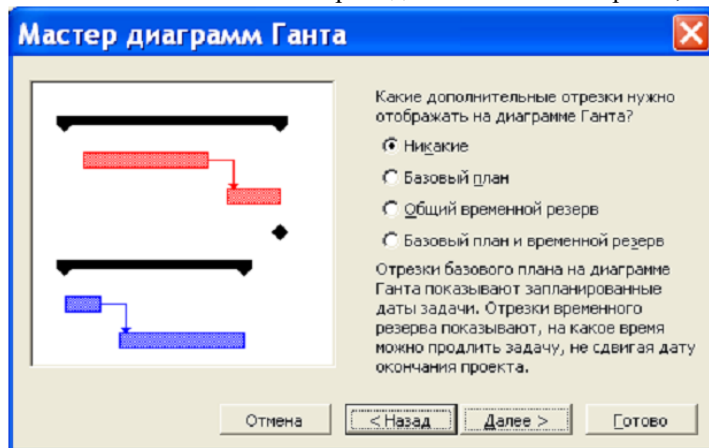 Мастер диаграмм Ганта
Какие дополнительные отрезки нужно
отображать на диаграмме Ганта?
Никакие
Базовый план
Общий временной резерв
Базовый план и временной резерв
Отрезки базового плана на диаграмме
Ганта показывают запланированные
даты задачи. Отрезки временного
резерва показывают, на какое время
можно продлить задачу, не сдвигая дату
окончания проекта.
Отмена
< Назад
Далее >
Готово